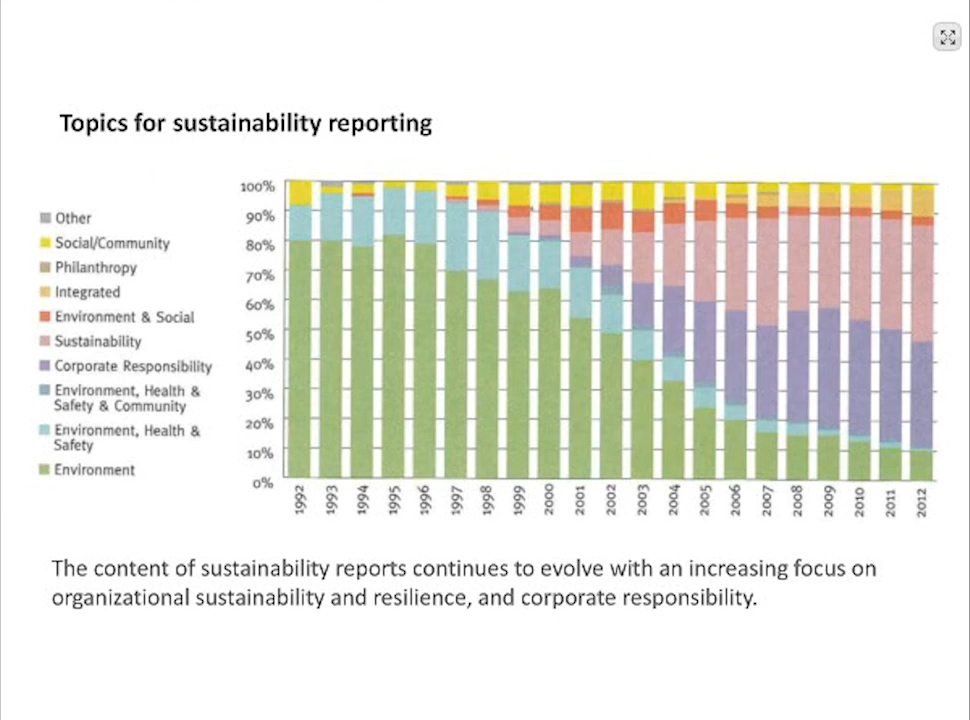 Topics for sustainability reporting
Other
Social/Community
Philanthropy
Integrated
Environment & Social
Sustainability
Corporate Responsibility
Environment, Health &
Safety & Community
Environment, Health &
Safety
Environment
100%
90%
80%
70%
60%
50%
40%
30%
20%
10%
0%
1992
1993
1994
1995
1996
1997
1998
1999
2000
2001
2002
2003
2004
2005
2006
2007
2008
2009
2010
2011
2012
The content of sustainability reports continues to evolve with an increasing focus on
organizational sustainability and resilience, and corporate responsibility.